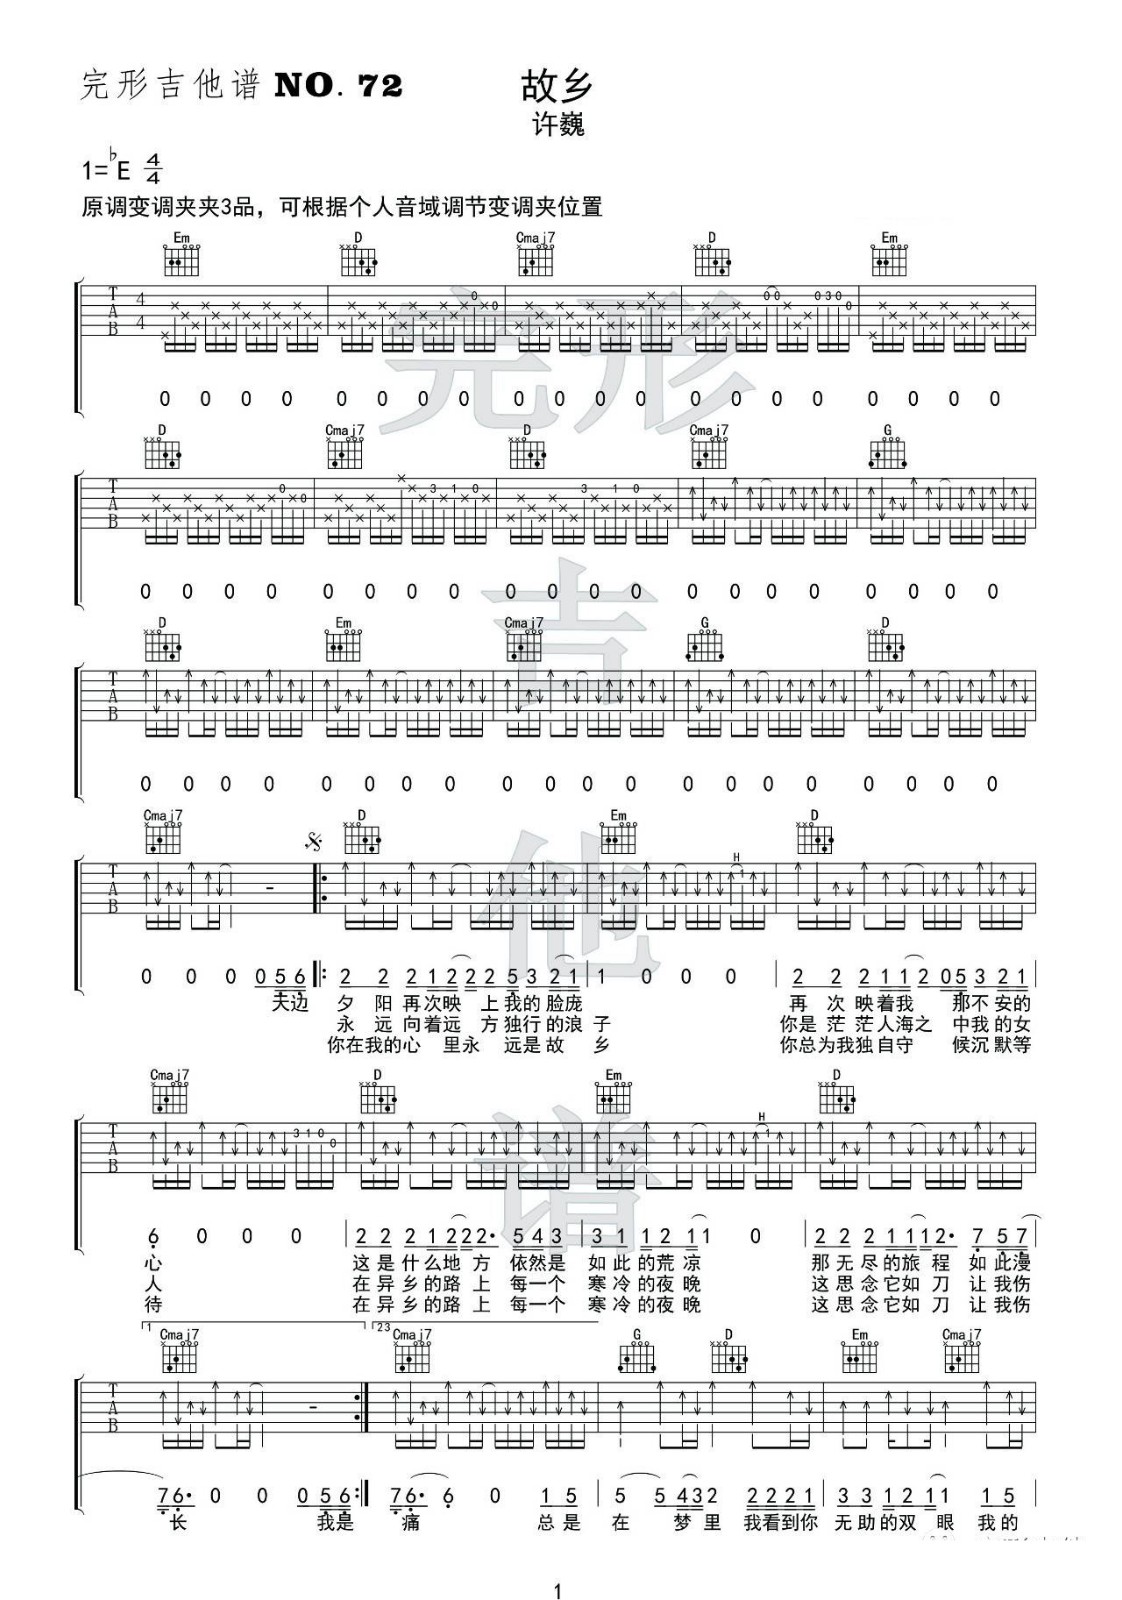 完形吉他谱 NO. 72
故乡
许巍
1=♭E 4/4
原调变调夹夹3品，可根据个人音域调节变调夹位置
Em D Cmaj7 D Em
0 0 0 0 0 0 0 0 0 0 0 0 0 0 0 0 0 0 0 0
D Cmaj7 D Cmaj7 G
0 0 0 0 0 0 0 0 0 0 0 0 0 0 0 0 0 0 0 0
D Em Cmaj7 G D
0 0 0 0 0 0 0 0 0 0 0 0 0 0 0 0 0 0 0 0
Cmaj7 D Em D
H
0 0 0 0 5 6 2 2 2 1 2 2 2 5 3 2 1 1 0 0 0 2 2 2 1 1 2 0 5 3 2 1
天边 夕 阳 再次映 上我的脸庞 再 次 映着我 那不安的
永 远 向着远 方独行的浪 子 你是茫茫人海之 中我的女
你在我的心 里永 远是故 乡 你总为我独自守 候沉默等
Cmaj7 D Em D
3 1 0 0 H
6 0 0 0 2 2 2 1 2 2 2· 5 4 3 3 1 1 2 1 1 0 2 2 2 1 1 1 2· 7 5 7
心 这是什么地方 依然是 如此的荒凉 那无尽的旅程 如此漫
人 在异乡的路上 每一个 寒冷的夜晚 这思念它如刀 让我伤
待 在异乡的路上 每一个 寒冷的夜晚 这思念它如刀 让我伤
1 23
Cmaj7 Cmaj7 G D Em Cmaj7
7 6· 0 0 0 5 6 7 6· 6 0 1 5 5 5 4 3 2 2 2 2 1 3 3 1 2 1 1 1 5
长 我是 痛 总是 在 梦里 我看到你 无助的双 眼 我的
1
完形吉他谱